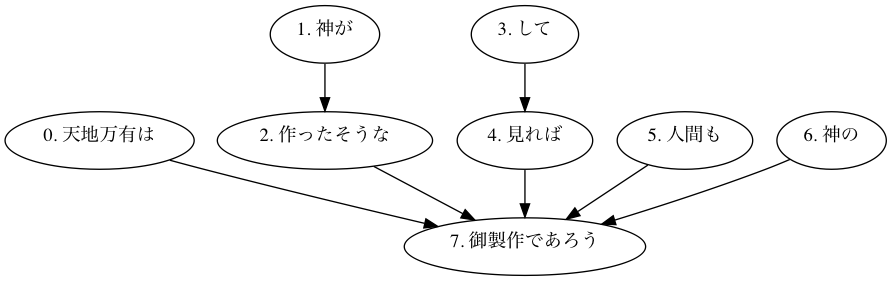 1. 神が
3. して
0. 天地万有は
2. 作ったそうな
4. 見れば
5. 人間も
6. 神の
7. 御製作であろう